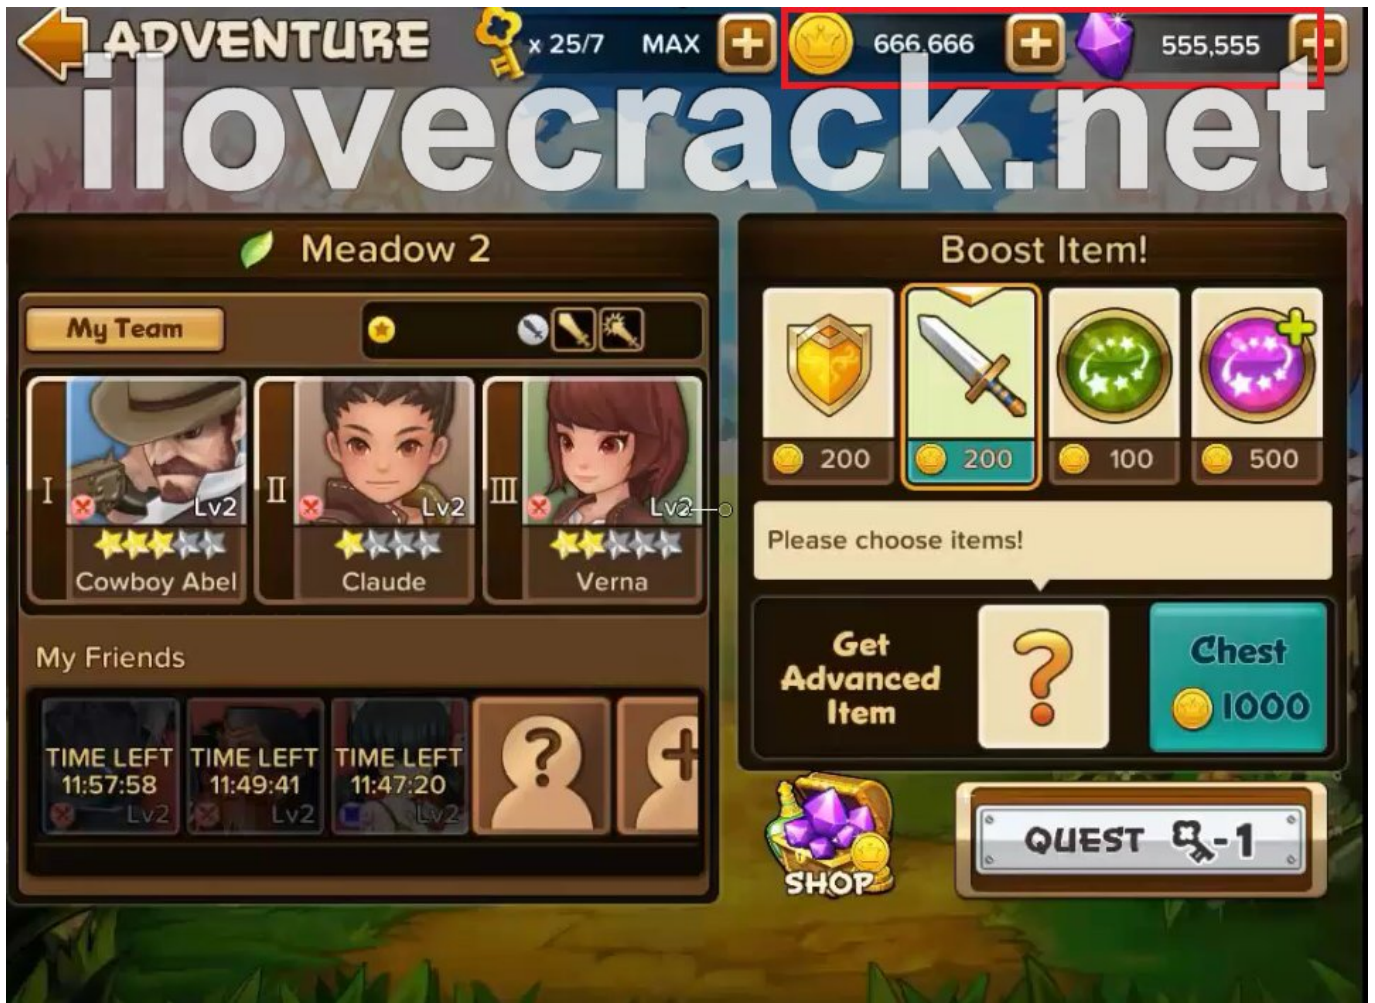 ADVENTURE x 25/7 MAX 666,666 555,555
ilovecrack.net
Meadow 2
My Team
I Lv2 II Lv2 III Lv2
Cowboy Abel Claude Verna
My Friends
TIME LEFT TIME LEFT TIME LEFT
11:57:58 11:49:41 11:47:20
Lv2 Lv2 Lv2
Boost Item!
200 200 100 500
Please choose items!
Get
Advanced
Item
?
Chest
1000
SHOP
QUEST -1